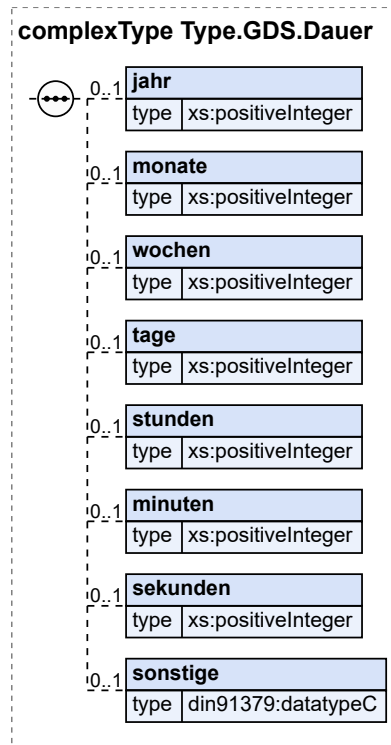 complexType Type.GDS.Dauer
0..1 jahr
type xs:positiveInteger
0..1 monate
type xs:positiveInteger
0..1 wochen
type xs:positiveInteger
0..1 tage
type xs:positiveInteger
0..1 stunden
type xs:positiveInteger
0..1 minuten
type xs:positiveInteger
0..1 sekunden
type xs:positiveInteger
0..1 sonstige
type din91379:datatypeC